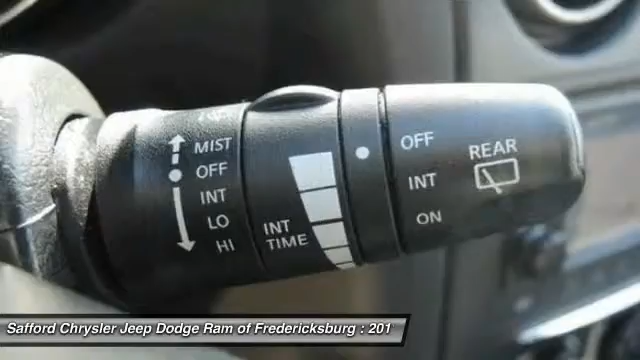 MIST
OFF
INT
LO
HI
INT
TIME
OFF
INT
ON
REAR
Safford Chrysler Jeep Dodge Ram of Fredericksburg : 201